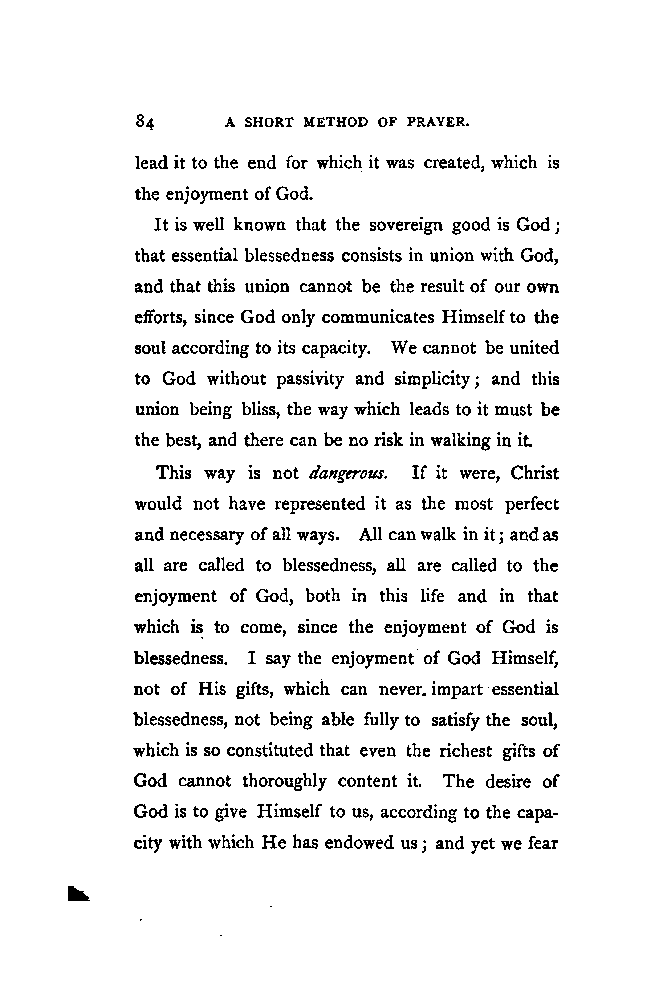 84 A SHORT METHOD OF PRAYER.
lead it to the end for which it was created, which is
the enjoyment of God.
It is well known that the sovereign good is God ;
that essential blessedness consists in union with God,
and that this union cannot be the result of our own
efforts, since God only communicates Himself to the
soul according to its capacity. We cannot be united
to God without passivity and simplicity ; and this
union being bliss, the way which leads to it must be
the best, and there can be no risk in walking in it.
This way is not dangerous. If it were, Christ
would not have represented it as the most perfect
and necessary of all ways. All can walk in it ; and as
all are called to blessedness, all are called to the
enjoyment of God, both in this life and in that
which is to come, since the enjoyment of God is
blessedness. I say the enjoyment of God Himself,
not of His gifts, which can never impart essential
blessedness, not being able fully to satisfy the soul,
which is so constituted that even the richest gifts of
God cannot thoroughly content it. The desire of
God is to give Himself to us, according to the capa-
city with which He has endowed us ; and yet we fear